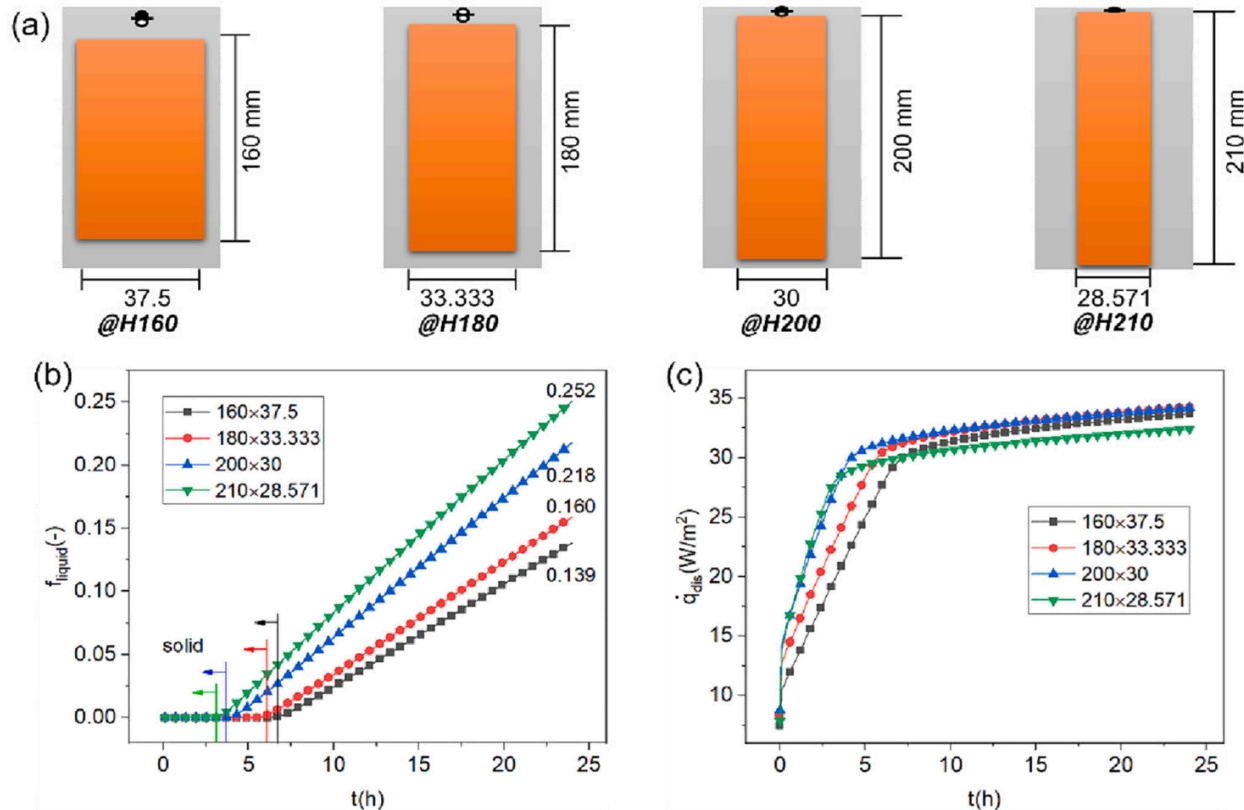 (a)
160 mm
180 mm
200 mm
210 mm
37.5
33.333
30
28.571
@H160
@H180
@H200
@H210
(b)
f_liquid(-)
0.25
0.20
0.15
0.10
0.05
0.00
160×37.5
180×33.333
200×30
210×28.571
0.252
0.218
0.160
0.139
solid
0 5 10 15 20 25
t(h)
(c)
q̇_dis(W/m²)
35
30
25
20
15
10
160×37.5
180×33.333
200×30
210×28.571
0 5 10 15 20 25
t(h)